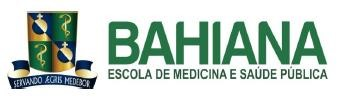 SERVANDO ÆGRIS MEDEBOR
BAHIANA
ESCOLA DE MEDICINA E SAÚDE PÚBLICA